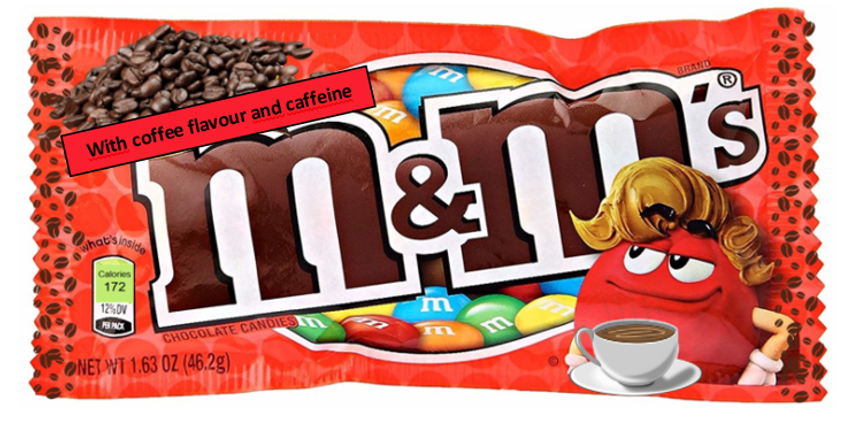 With coffee flavour and caffeine
BRAND
®
m&m's
what's inside
Calories
172
12%DV
PER PACK
CHOCOLATE CANDIES
NET WT 1.63 OZ (46.2g)
©
m
m
m
m
m
m
m